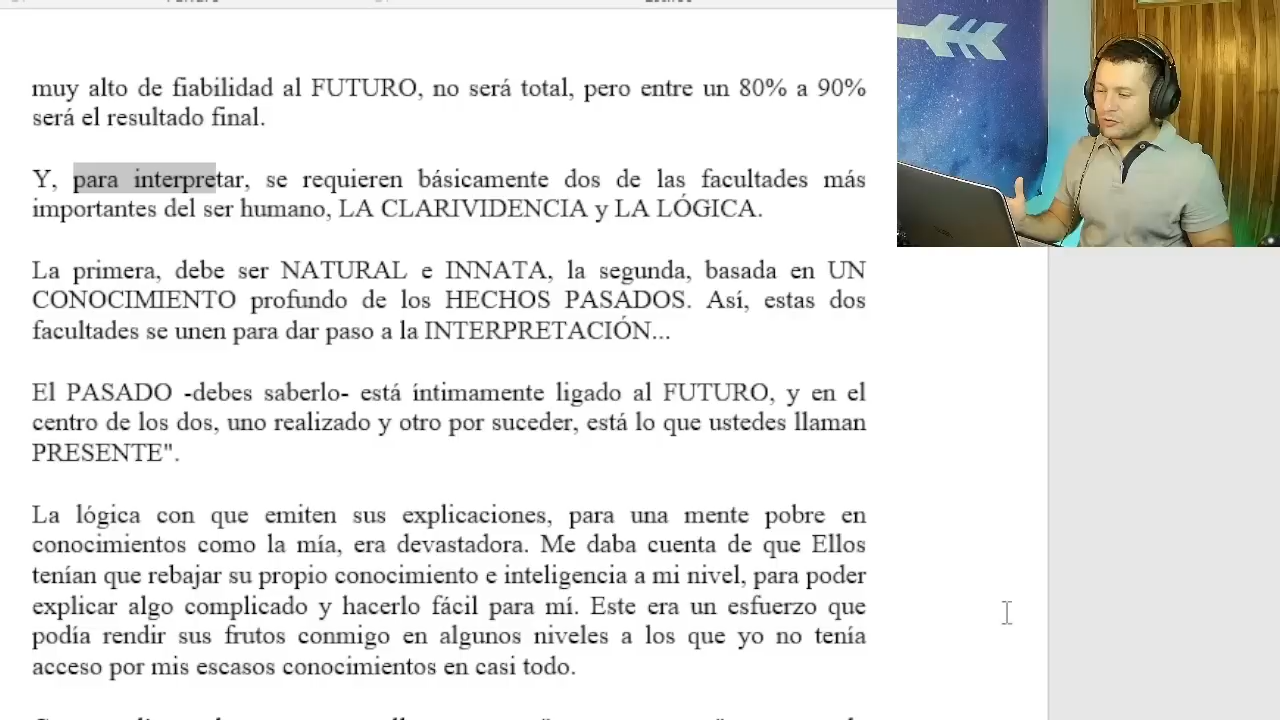 muy alto de fiabilidad al FUTURO, no será total, pero entre un 80% a 90%
será el resultado final.
Y, para interpretar, se requieren básicamente dos de las facultades más
importantes del ser humano, LA CLARIVIDENCIA y LA LÓGICA.
La primera, debe ser NATURAL e INNATA, la segunda, basada en UN
CONOCIMIENTO profundo de los HECHOS PASADOS. Así, estas dos
facultades se unen para dar paso a la INTERPRETACIÓN...
El PASADO -debes saberlo- está íntimamente ligado al FUTURO, y en el
centro de los dos, uno realizado y otro por suceder, está lo que ustedes llaman
PRESENTE".
La lógica con que emiten sus explicaciones, para una mente pobre en
conocimientos como la mía, era devastadora. Me daba cuenta de que Ellos
tenían que rebajar su propio conocimiento e inteligencia a mi nivel, para poder
explicar algo complicado y hacerlo fácil para mí. Este era un esfuerzo que
podía rendir sus frutos conmigo en algunos niveles a los que yo no tenía
acceso por mis escasos conocimientos en casi todo.